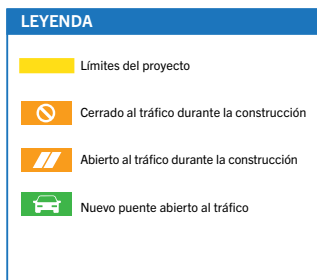 LEYENDA
Límites del proyecto
Cerrado al tráfico durante la construcción
Abierto al tráfico durante la construcción
Nuevo puente abierto al tráfico